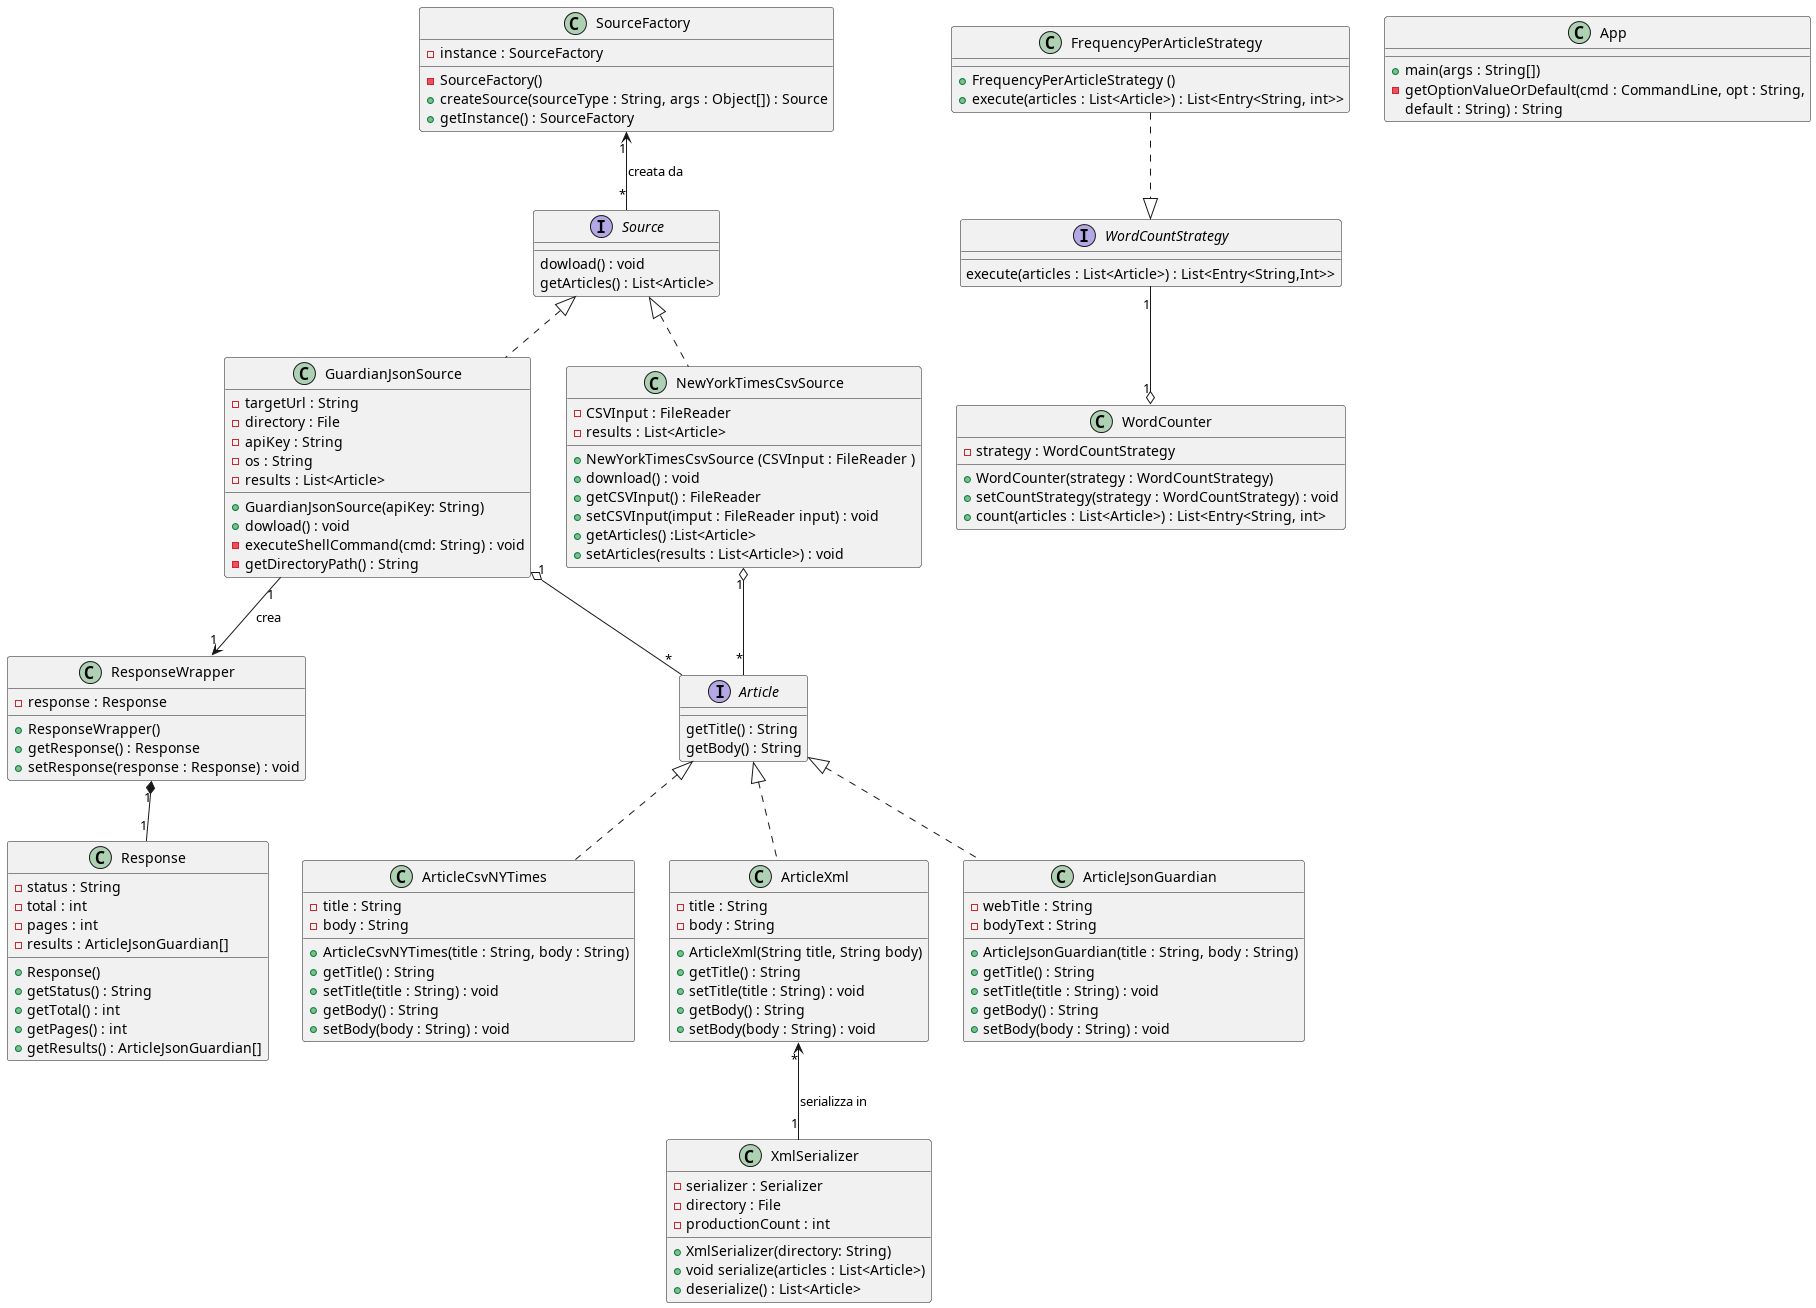 SourceFactory
instance : SourceFactory
SourceFactory()
createSource(sourceType : String, args : Object[]) : Source
getInstance() : SourceFactory
FrequencyPerArticleStrategy
FrequencyPerArticleStrategy ()
execute(articles : List<Article>) : List<Entry<String, int>>
App
main(args : String[])
getOptionValueOrDefault(cmd : CommandLine, opt : String,
default : String) : String
1
creata da
*
Source
dowload() : void
getArticles() : List<Article>
WordCountStrategy
execute(articles : List<Article>) : List<Entry<String,Int>>
1
1
GuardianJsonSource
targetUrl : String
directory : File
apiKey : String
os : String
results : List<Article>
GuardianJsonSource(apiKey: String)
dowload() : void
executeShellCommand(cmd: String) : void
getDirectoryPath() : String
NewYorkTimesCsvSource
CSVInput : FileReader
results : List<Article>
NewYorkTimesCsvSource (CSVInput : FileReader )
download() : void
getCSVInput() : FileReader
setCSVInput(imput : FileReader input) : void
getArticles() :List<Article>
setArticles(results : List<Article>) : void
WordCounter
strategy : WordCountStrategy
WordCounter(strategy : WordCountStrategy)
setCountStrategy(strategy : WordCountStrategy) : void
count(articles : List<Article>) : List<Entry<String, int>
1
crea
1
1
*
1
*
ResponseWrapper
response : Response
ResponseWrapper()
getResponse() : Response
setResponse(response : Response) : void
Article
getTitle() : String
getBody() : String
1
1
Response
status : String
total : int
pages : int
results : ArticleJsonGuardian[]
Response()
getStatus() : String
getTotal() : int
getPages() : int
getResults() : ArticleJsonGuardian[]
ArticleCsvNYTimes
title : String
body : String
ArticleCsvNYTimes(title : String, body : String)
getTitle() : String
setTitle(title : String) : void
getBody() : String
setBody(body : String) : void
ArticleXml
title : String
body : String
ArticleXml(String title, String body)
getTitle() : String
setTitle(title : String) : void
getBody() : String
setBody(body : String) : void
ArticleJsonGuardian
webTitle : String
bodyText : String
ArticleJsonGuardian(title : String, body : String)
getTitle() : String
setTitle(title : String) : void
getBody() : String
setBody(body : String) : void
*
serializza in
1
XmlSerializer
serializer : Serializer
directory : File
productionCount : int
XmlSerializer(directory: String)
void serialize(articles : List<Article>)
deserialize() : List<Article>